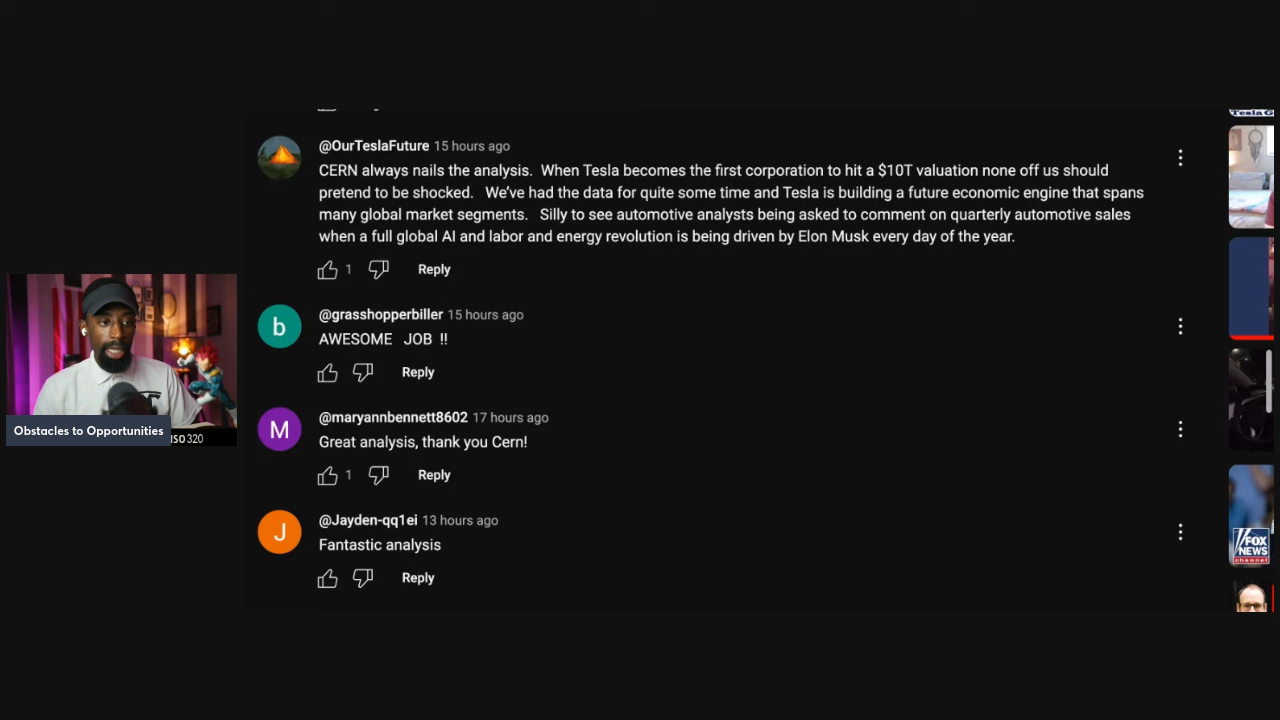 Tesla G
@OurTeslaFuture 15 hours ago
CERN always nails the analysis. When Tesla becomes the first corporation to hit a $10T valuation none off us should
pretend to be shocked. We've had the data for quite some time and Tesla is building a future economic engine that spans
many global market segments. Silly to see automotive analysts being asked to comment on quarterly automotive sales
when a full global AI and labor and energy revolution is being driven by Elon Musk every day of the year.
1 Reply
b
@grasshopperbiller 15 hours ago
AWESOME JOB !!
Reply
M
@maryannbennett8602 17 hours ago
Great analysis, thank you Cern!
1 Reply
J
@Jayden-qq1ei 13 hours ago
Fantastic analysis
Reply
Obstacles to Opportunities
ISO 320
FOX
NEWS
channel